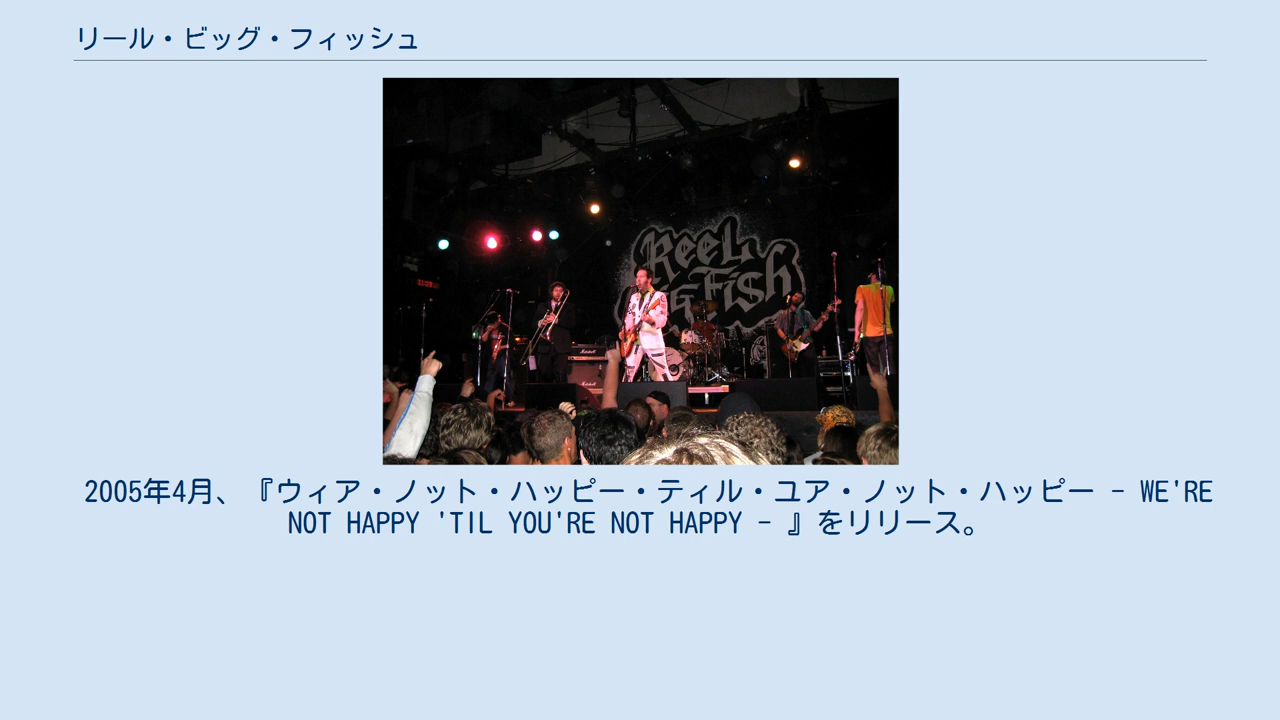 リール・ビッグ・フィッシュ
Reel
Big Fish
2005年4月、『ウィア・ノット・ハッピー・ティル・ユア・ノット・ハッピー － WE'RE
NOT HAPPY 'TIL YOU'RE NOT HAPPY － 』をリリース。